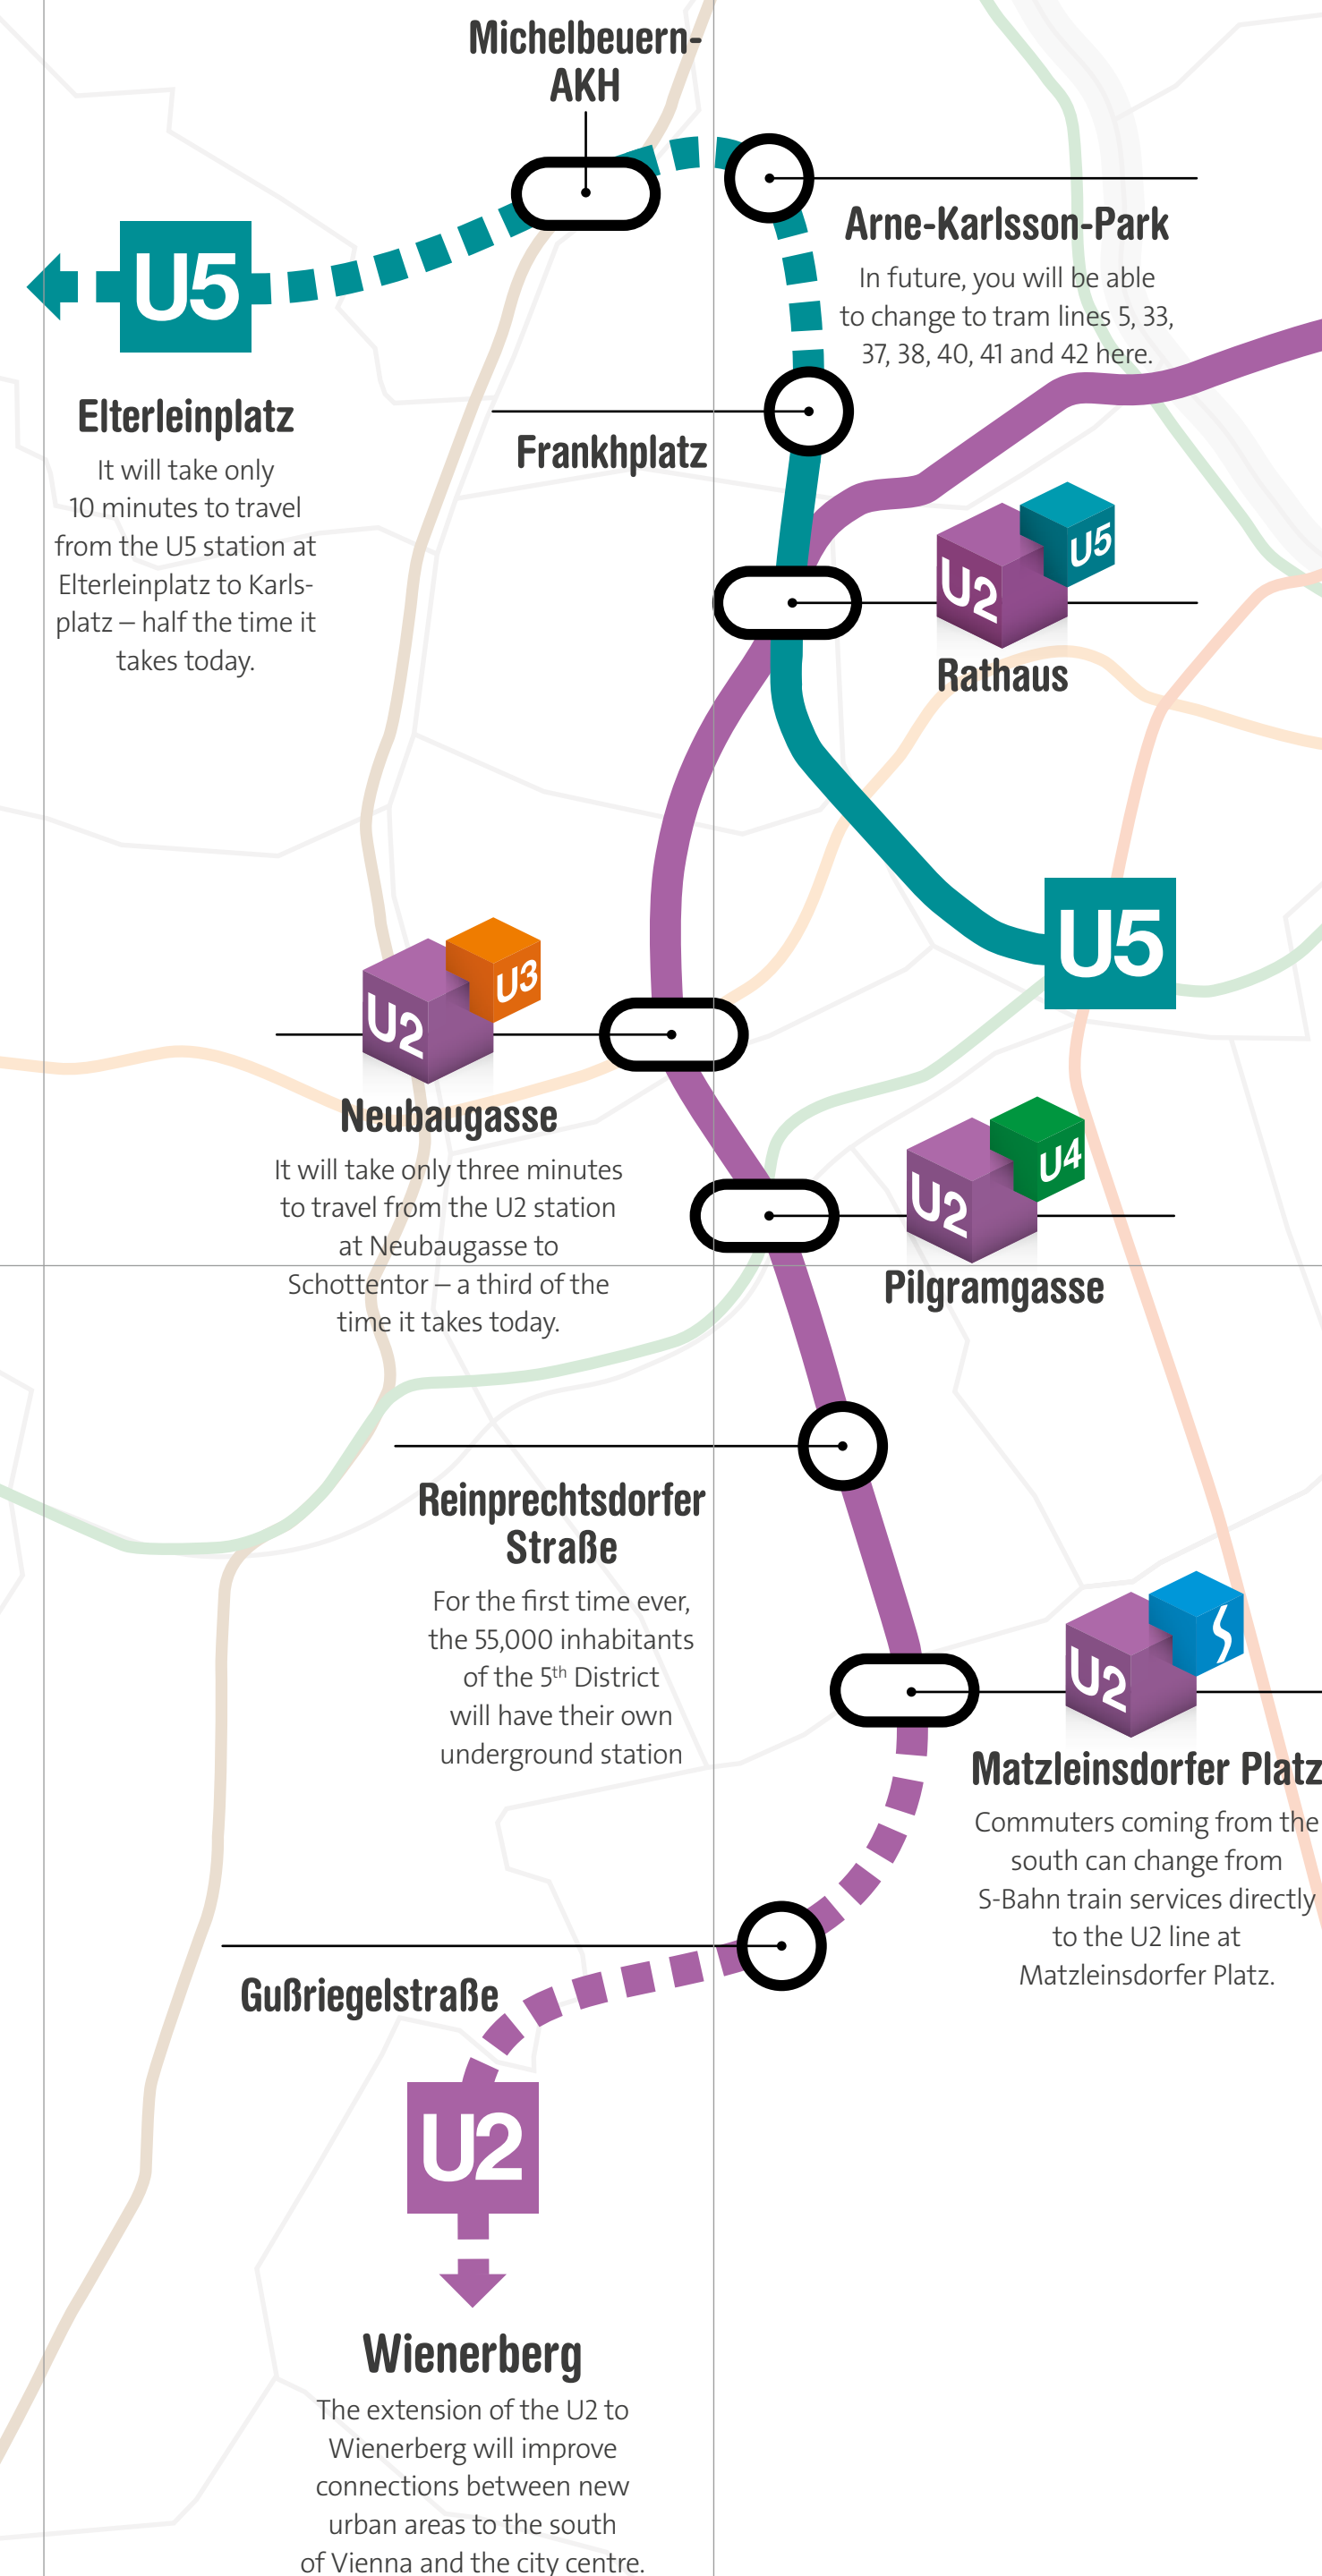 Michelbeuern-
AKH
Arne-Karlsson-Park
In future, you will be able
to change to tram lines 5, 33,
37, 38, 40, 41 and 42 here.
U5
Elterleinplatz
It will take only
10 minutes to travel
from the U5 station at
Elterleinplatz to Karls-
platz – half the time it
takes today.
Frankhplatz
U2
U5
Rathaus
U5
U2
U3
Neubaugasse
It will take only three minutes
to travel from the U2 station
at Neubaugasse to
Schottentor – a third of the
time it takes today.
U2
U4
Pilgramgasse
Reinprechtsdorfer
Straße
For the first time ever,
the 55,000 inhabitants
of the 5th District
will have their own
underground station
U2
Matzleinsdorfer Platz
Commuters coming from the
south can change from
S-Bahn train services directly
to the U2 line at
Matzleinsdorfer Platz.
Gußriegelstraße
U2
Wienerberg
The extension of the U2 to
Wienerberg will improve
connections between new
urban areas to the south
of Vienna and the city centre.